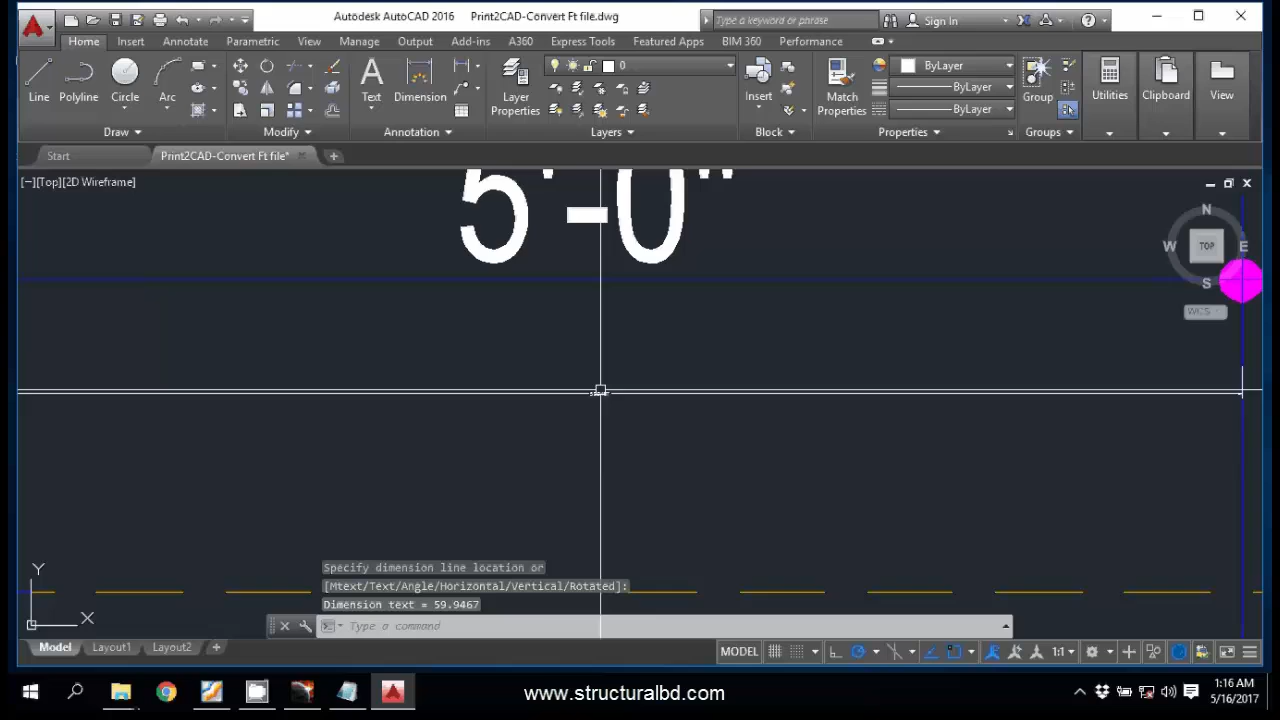 Autodesk AutoCAD 2016 Print2CAD-Convert Ft file.dwg
Type a keyword or phrase
Sign In
Home Insert Annotate Parametric View Manage Output Add-ins A360 Express Tools Featured Apps BIM 360 Performance
Line Polyline Circle Arc
Text Dimension
Layer Properties
0
Insert
Match Properties
ByLayer
ByLayer
ByLayer
Group
Utilities
Clipboard
View
Draw Modify Annotation Layers Block Properties Groups
Start Print2CAD-Convert Ft file*
[−][Top][2D Wireframe]
5'-0"
N
W TOP E
S
WCS
Y
X
Specify dimension line location or
[Mtext/Text/Angle/Horizontal/Vertical/Rotated]:
Dimension text = 59.9467
Type a command
Model Layout1 Layout2
MODEL 1:1
www.structuralbd.com
1:16 AM
5/16/2017